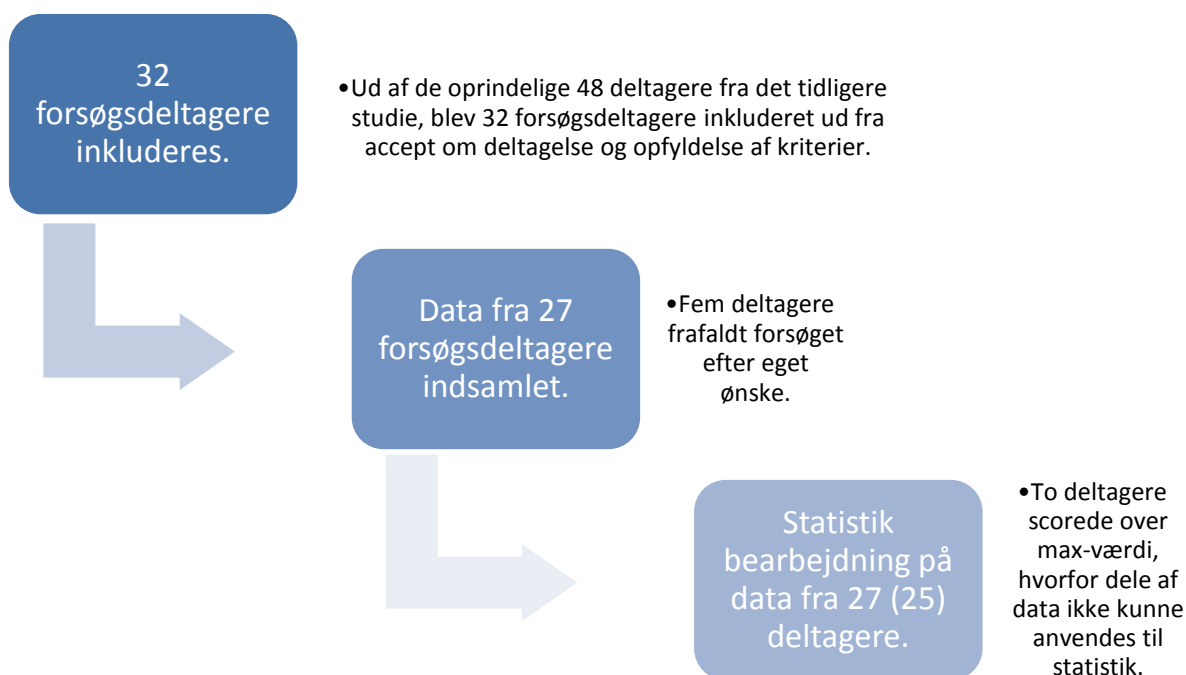 32
forsøgsdeltagere
inkluderes.
•Ud af de oprindelige 48 deltagere fra det tidligere
studie, blev 32 forsøgsdeltagere inkluderet ud fra
accept om deltagelse og opfyldelse af kriterier.
Data fra 27
forsøgsdeltagere
indsamlet.
•Fem deltagere
frafaldt forsøget
efter eget
ønske.
Statistik
bearbejdning på
data fra 27 (25)
deltagere.
•To deltagere
scorede over
max-værdi,
hvorfor dele af
data ikke kunne
anvendes til
statistik.